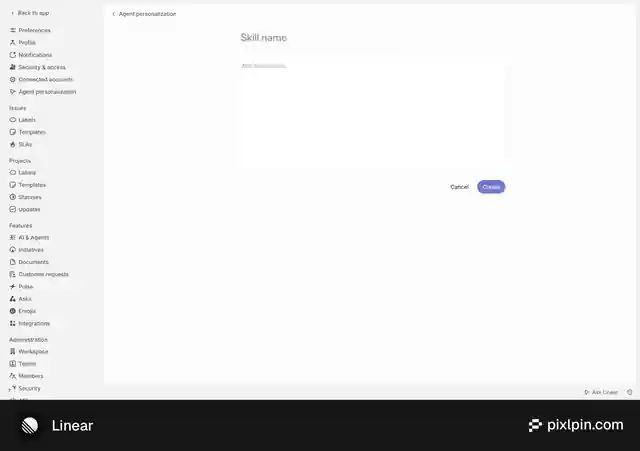 Back to app
Preferences
Profile
Notifications
Security & access
Connected accounts
Agent personalization
Issues
Labels
Templates
SLAs
Projects
Labels
Templates
Statuses
Updates
Features
AI & Agents
Initiatives
Documents
Customer requests
Pulse
Asks
Emojis
Integrations
Administration
Workspace
Teams
Members
Security
Agent personalization
Skill name
Cancel
Create
Ask Linear
Linear
pixlpin.com